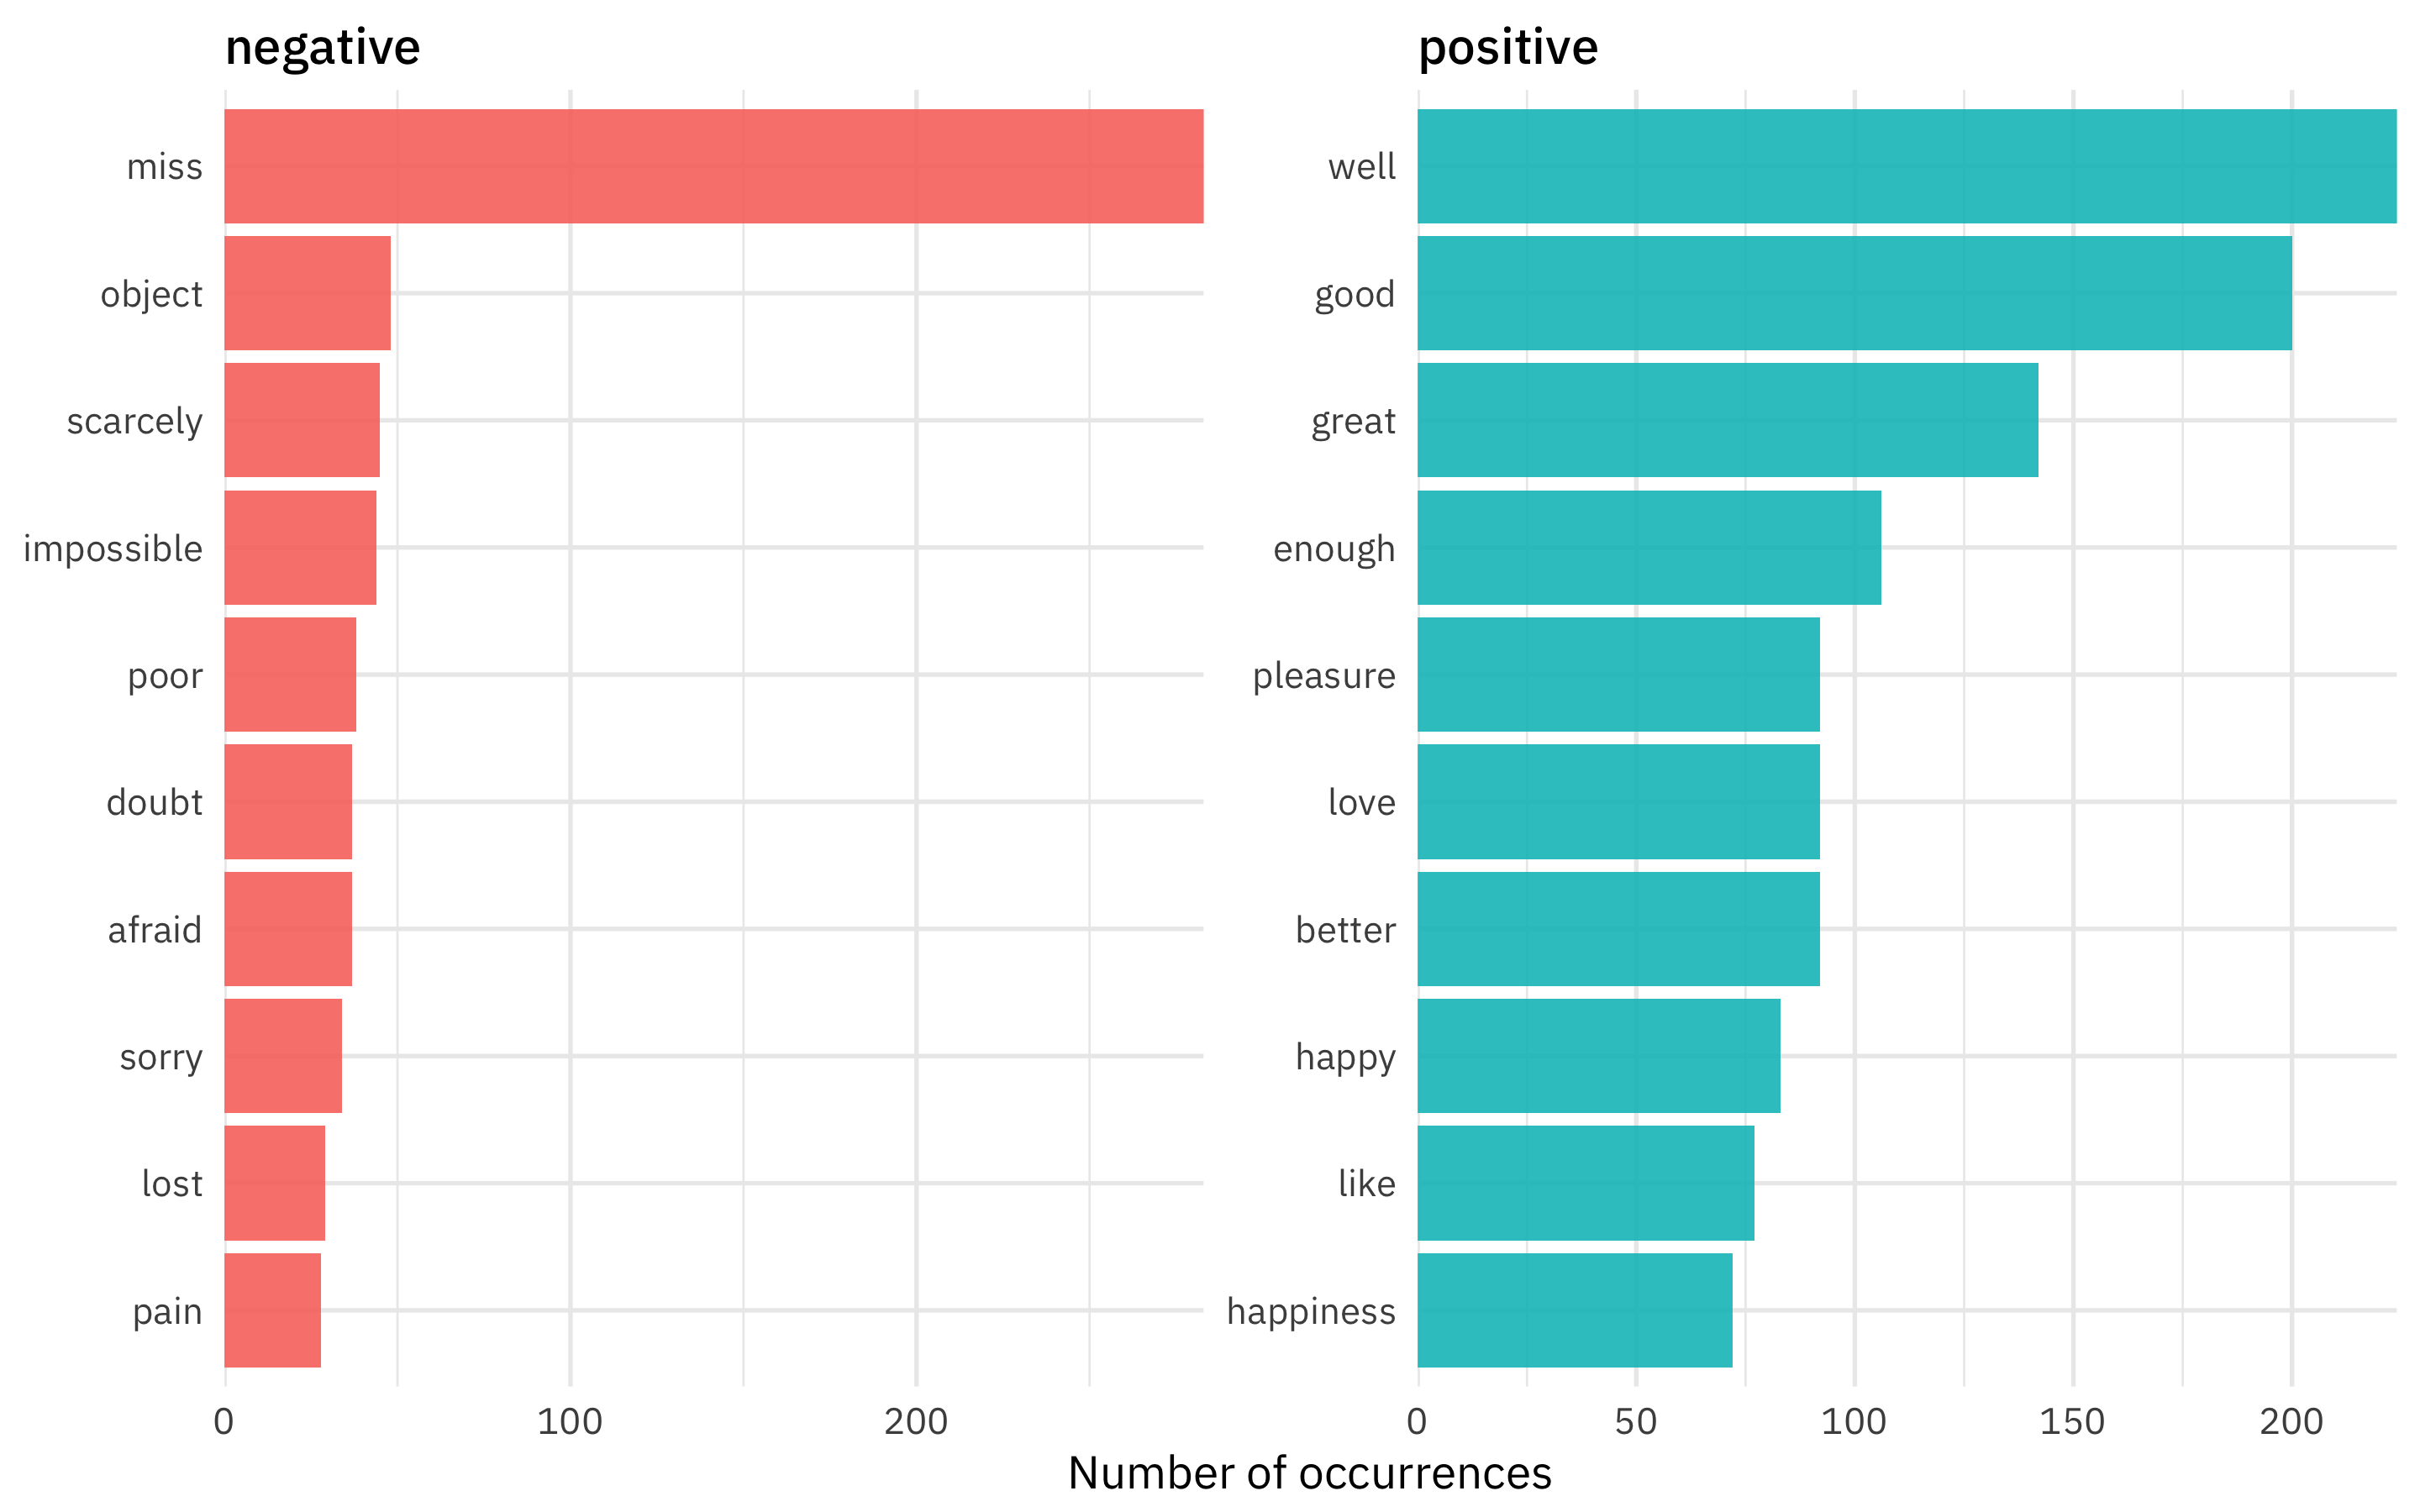 negative
miss
object
scarcely
impossible
poor
doubt
afraid
sorry
lost
pain
0 100 200
positive
well
good
great
enough
pleasure
love
better
happy
like
happiness
0 50 100 150 200
Number of occurrences